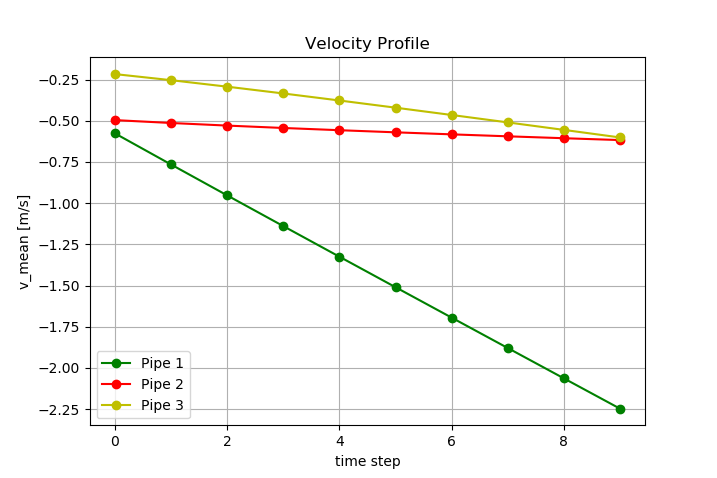 Velocity Profile
v_mean [m/s]
−0.25
−0.50
−0.75
−1.00
−1.25
−1.50
−1.75
−2.00
−2.25
Pipe 1
Pipe 2
Pipe 3
0 2 4 6 8
time step